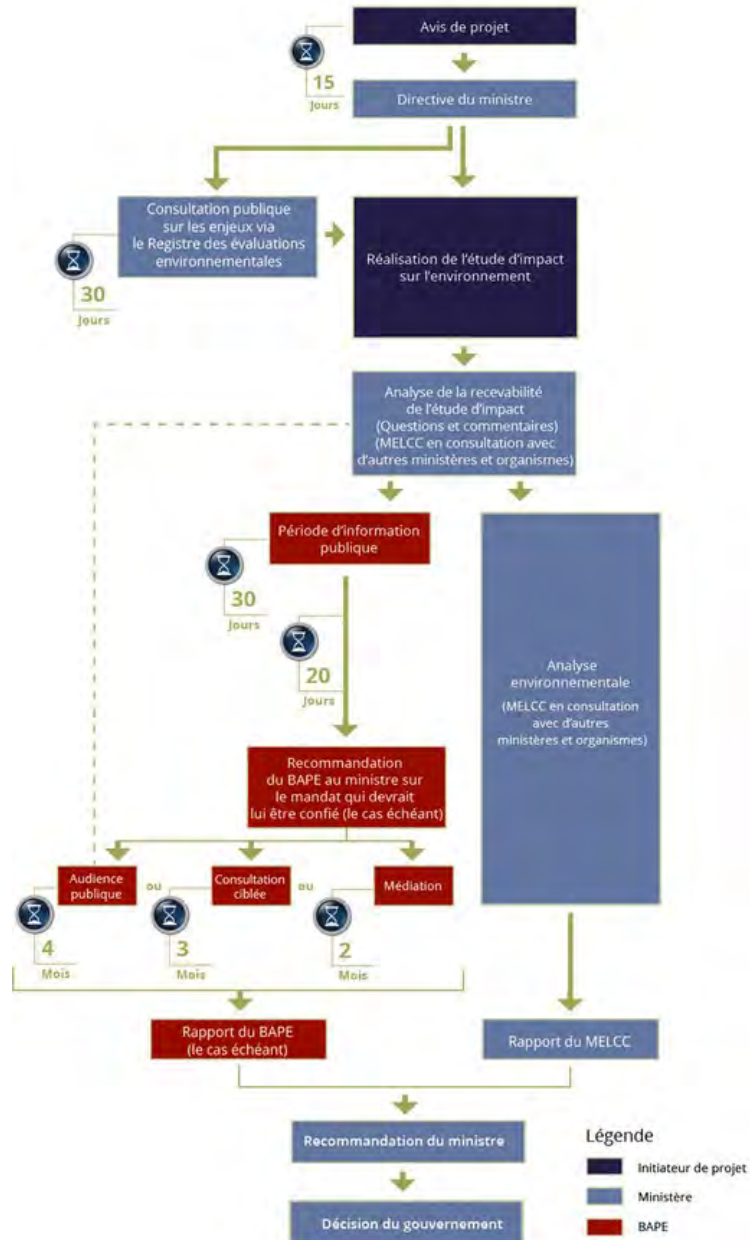 Avis de projet
15
Jours
Directive du ministre
Consultation publique
sur les enjeux via
le Registre des évaluations
environnementales
30
Jours
Réalisation de l'étude d'impact
sur l'environnement
Analyse de la recevabilité
de l'étude d'impact
(Questions et commentaires)
(MELCC en consultation avec
d'autres ministères et organismes)
Période d'information
publique
30
Jours
20
Jours
Analyse
environnementale
(MELCC en consultation
avec d'autres
ministères et organismes)
Recommandation
du BAPE au ministre sur
le mandat qui devrait
lui être confié (le cas échéant)
Audience
publique
ou
Consultation
ciblée
ou
Médiation
4
Mois
3
Mois
2
Mois
Rapport du BAPE
(le cas échéant)
Rapport du MELCC
Recommandation du ministre
Décision du gouvernement
Légende
Initiateur de projet
Ministère
BAPE